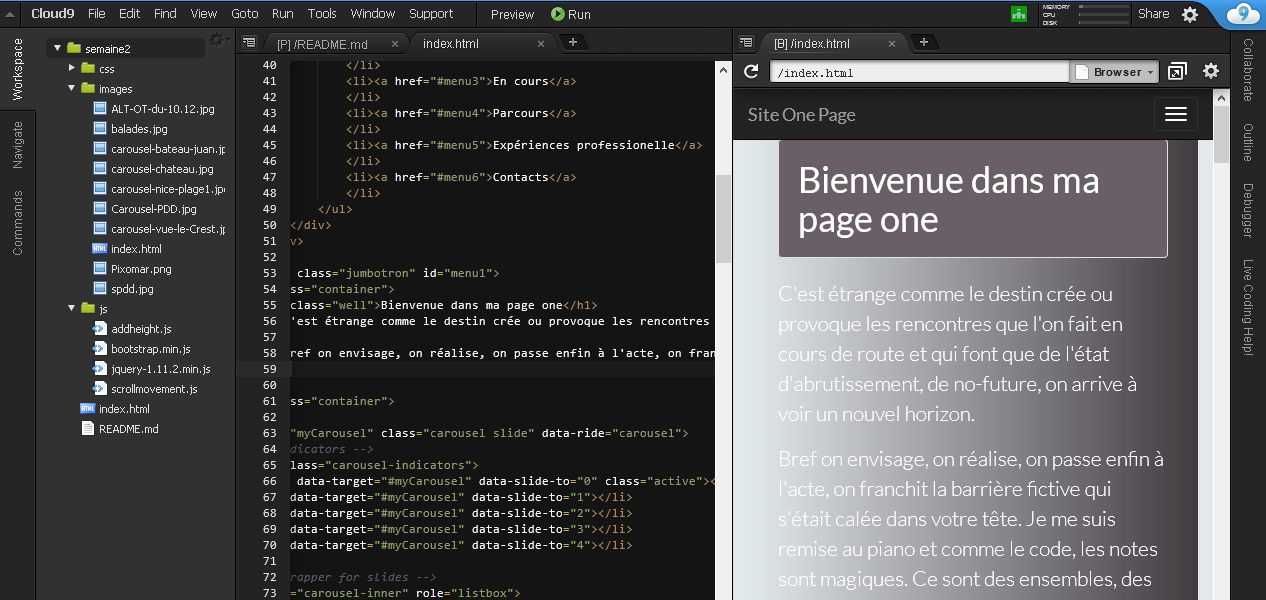 Cloud9 File Edit Find View Goto Run Tools Window Support Preview Run MEMORY CPU DISK Share 9
Workspace
Navigate
Commands
semaine2
css
images
ALT-OT-du-10.12.jpg
balades.jpg
carousel-bateau-juan.jp
carousel-chateau.jpg
carousel-nice-plage1.jpe
Carousel-PDD.jpg
carousel-vue-le-Crest.jp
index.html
Pixomar.png
spdd.jpg
js
addheight.js
bootstrap.min.js
jquery-1.11.2.min.js
scrollmovement.js
index.html
README.md
[P] /README.md × index.html × +
40 </li>
41 <li><a href="#menu3">En cours</a>
42 </li>
43 <li><a href="#menu4">Parcours</a>
44 </li>
45 <li><a href="#menu5">Expériences professionelle</a>
46 </li>
47 <li><a href="#menu6">Contacts</a>
48 </li>
49 </ul>
50 </div>
51 v>
52
53 class="jumbotron" id="menu1">
54 ss="container">
55 class="well">Bienvenue dans ma page one</h1>
56 'est étrange comme le destin crée ou provoque les rencontres
57
58 ref on envisage, on réalise, on passe enfin à l'acte, on fran
59
60
61 ss="container">
62
63 "myCarousel" class="carousel slide" data-ride="carousel">
64 dicators -->
65 lass="carousel-indicators">
66 data-target="#myCarousel" data-slide-to="0" class="active"><
67 data-target="#myCarousel" data-slide-to="1"></li>
68 data-target="#myCarousel" data-slide-to="2"></li>
69 data-target="#myCarousel" data-slide-to="3"></li>
70 data-target="#myCarousel" data-slide-to="4"></li>
71
72 rapper for slides -->
73 ="carousel-inner" role="listbox">
[B] /index.html × +
/index.html Browser
Site One Page
Bienvenue dans ma
page one
C'est étrange comme le destin crée ou
provoque les rencontres que l'on fait en
cours de route et qui font que de l'état
d'abrutissement, de no-future, on arrive à
voir un nouvel horizon.
Bref on envisage, on réalise, on passe enfin à
l'acte, on franchit la barrière fictive qui
s'était calée dans votre tête. Je me suis
remise au piano et comme le code, les notes
sont magiques. Ce sont des ensembles, des
Collaborate
Outline
Debugger
Live Coding Help!